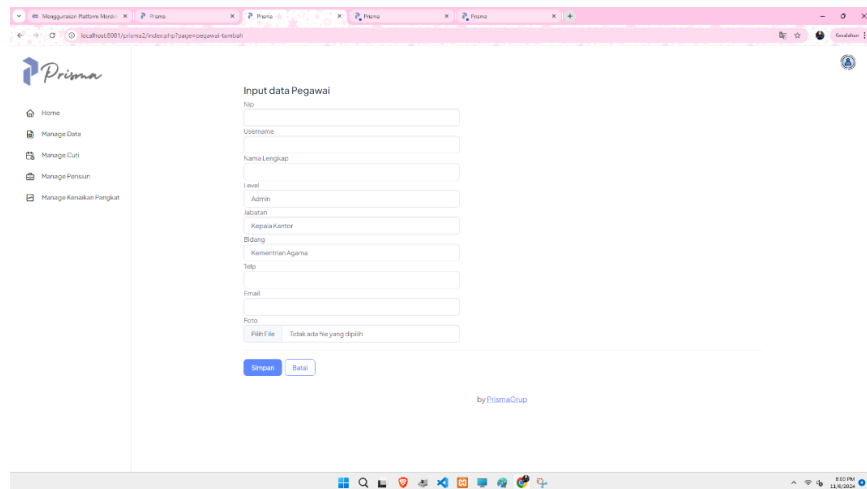 Menggunakan Platform Morde
Prisma
Prisma
Prisma
Prisma
localhost:8081/prisma2/index.php?page=pegawai-tambah
Prisma
Home
Manage Data
Manage Cuti
Manage Pensiun
Manage Kenaikan Pangkat
Input data Pegawai
Nip
Username
Nama Lengkap
Level
Admin
Jabatan
Kepala Kantor
Bidang
Kementrian Agama
Telp
Email
Foto
Pilih File Tidak ada file yang dipilih
Simpan Batal
by PrismaGrup
8:00 PM
11/6/2024